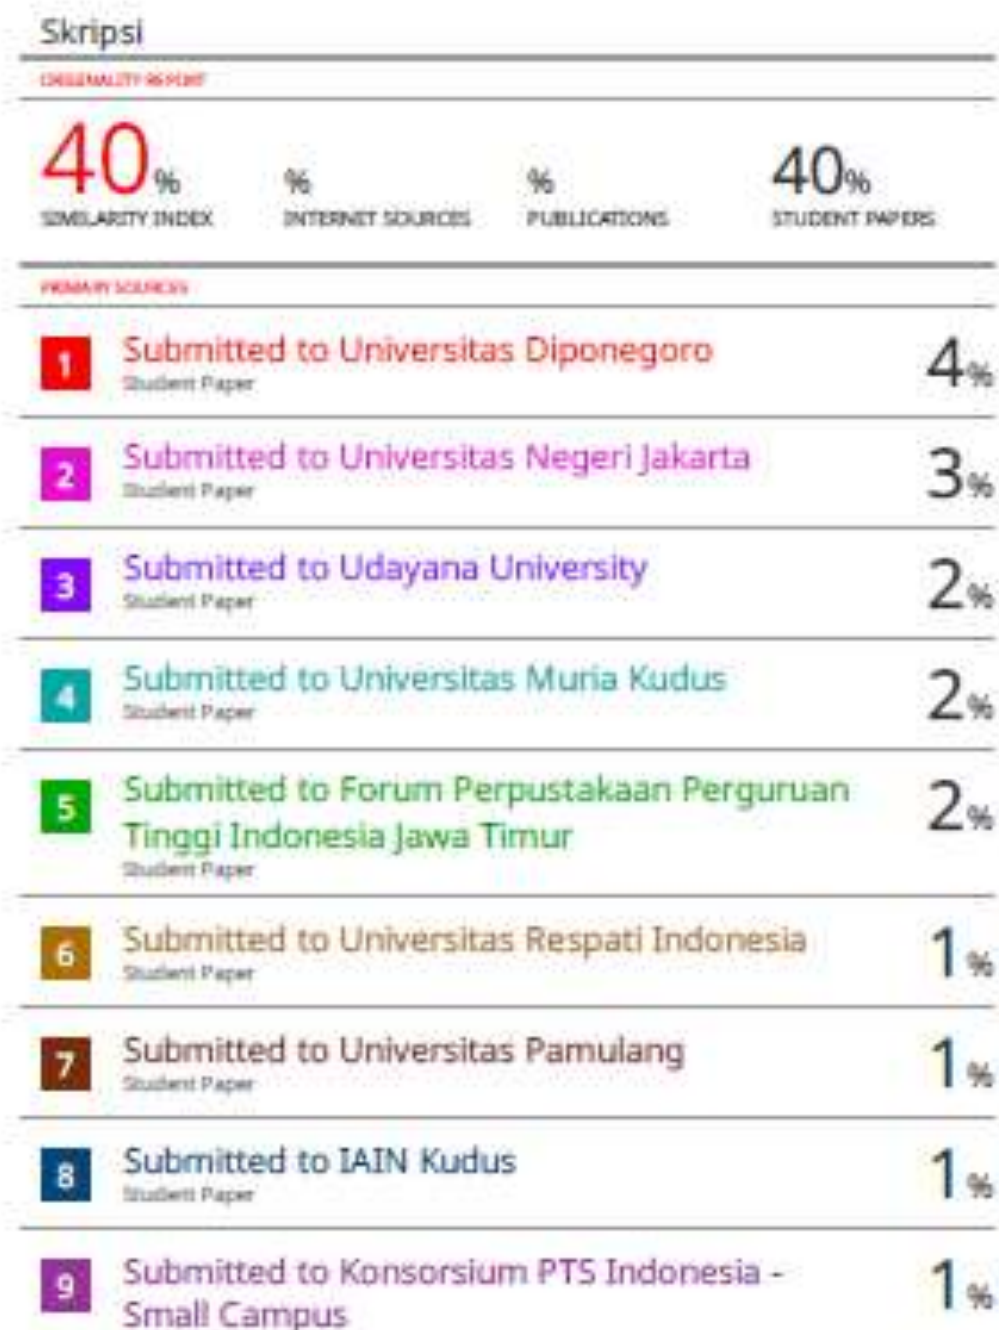 Skripsi
ORIGINALITY REPORT
40%
%
%
40%
SIMILARITY INDEX
INTERNET SOURCES
PUBLICATIONS
STUDENT PAPERS
PRIMARY SOURCES
1 Submitted to Universitas Diponegoro 4%
Student Paper
2 Submitted to Universitas Negeri Jakarta 3%
Student Paper
3 Submitted to Udayana University 2%
Student Paper
4 Submitted to Universitas Muria Kudus 2%
Student Paper
5 Submitted to Forum Perpustakaan Perguruan 2%
Tinggi Indonesia Jawa Timur
Student Paper
6 Submitted to Universitas Respati Indonesia 1%
Student Paper
7 Submitted to Universitas Pamulang 1%
Student Paper
8 Submitted to IAIN Kudus 1%
Student Paper
9 Submitted to Konsorsium PTS Indonesia - 1%
Small Campus